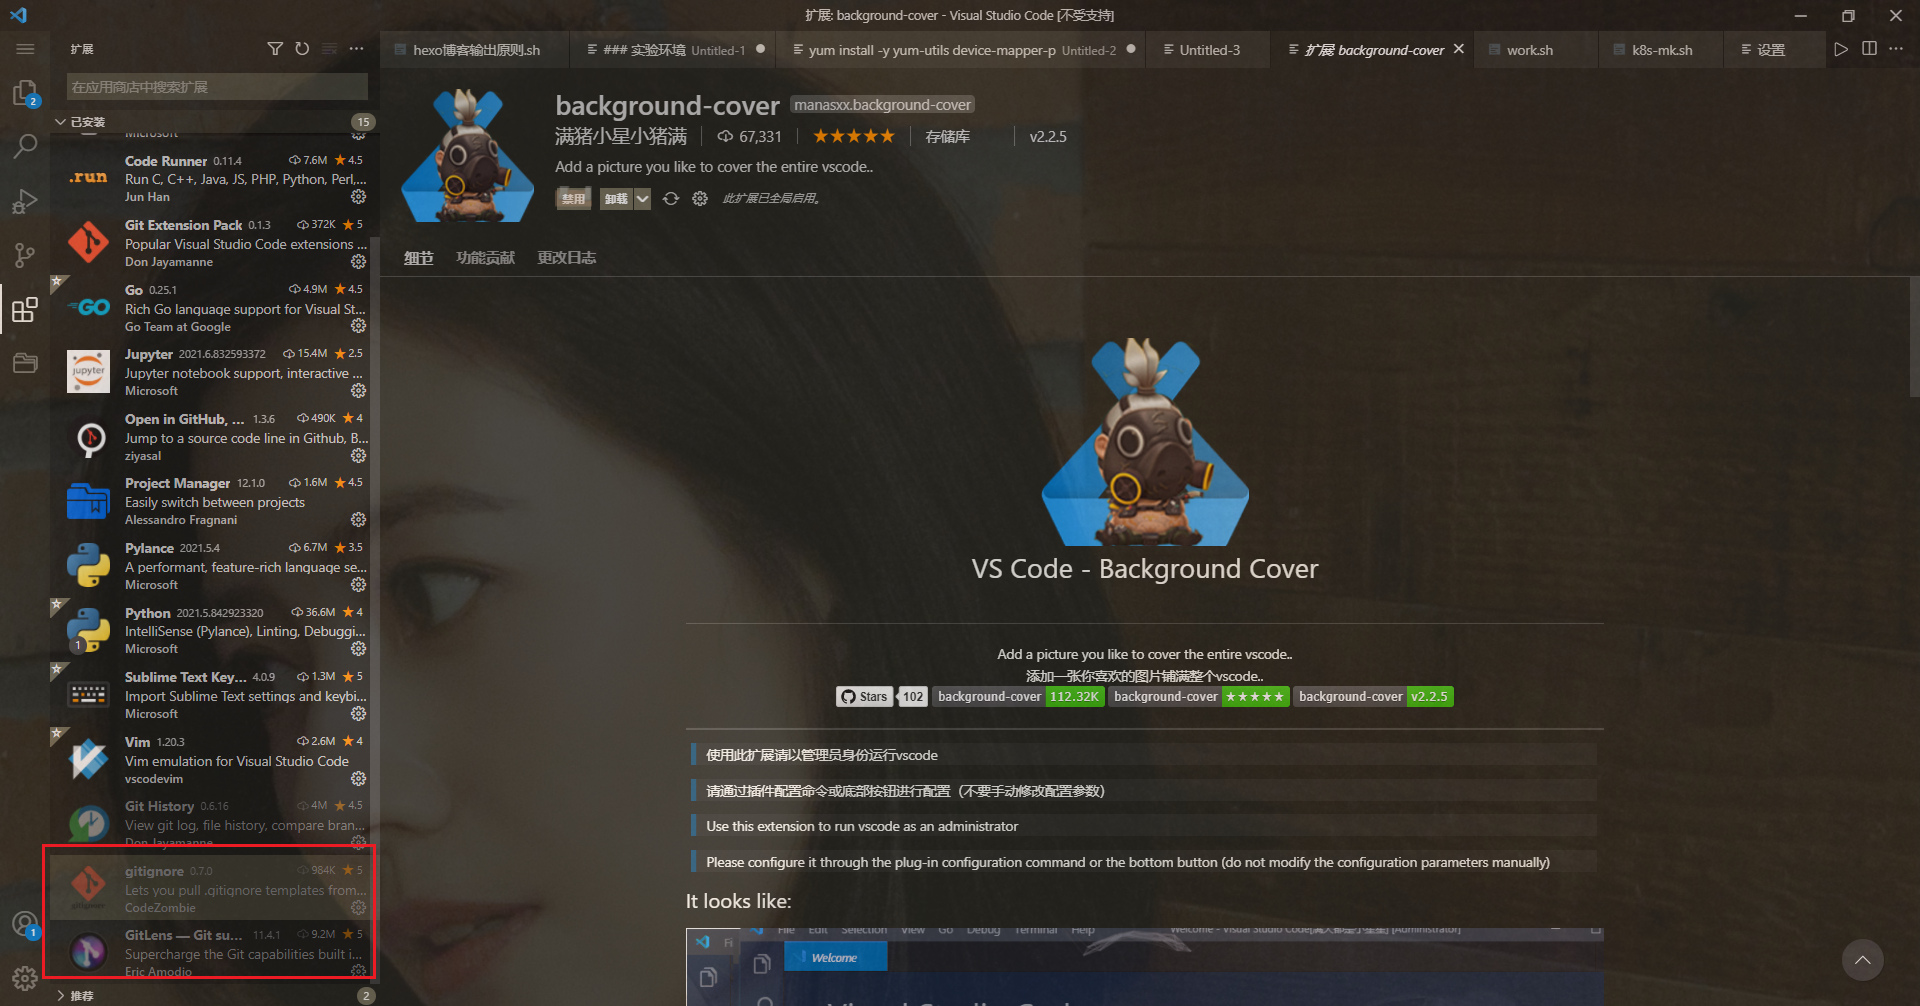 扩展: background-cover - Visual Studio Code [不受支持]
扩展
hexo博客输出原则.sh
### 实验环境 Untitled-1
yum install -y yum-utils device-mapper-p Untitled-2
Untitled-3
扩展: background-cover
work.sh
k8s-mk.sh
设置
在应用商店中搜索扩展
2
已安装
15
Microsoft
Code Runner 0.11.4 7.6M 4.5
Run C, C++, Java, JS, PHP, Python, Perl,...
Jun Han
Git Extension Pack 0.1.3 372K 5
Popular Visual Studio Code extensions ...
Don Jayamanne
Go 0.25.1 4.9M 4.5
Rich Go language support for Visual St...
Go Team at Google
Jupyter 2021.6.832593372 15.4M 2.5
Jupyter notebook support, interactive ...
Microsoft
Open in GitHub, ... 1.3.6 490K 4
Jump to a source code line in Github, B...
ziyasal
Project Manager 12.1.0 1.6M 4.5
Easily switch between projects
Alessandro Fragnani
Pylance 2021.5.4 6.7M 3.5
A performant, feature-rich language se...
Microsoft
Python 2021.5.842923320 36.6M 4
IntelliSense (Pylance), Linting, Debuggi...
1
Microsoft
Sublime Text Key... 4.0.9 1.3M 5
Import Sublime Text settings and keybi...
Microsoft
Vim 1.20.3 2.6M 4
Vim emulation for Visual Studio Code
vscodevim
Git History 0.6.16 4M 4.5
View git log, file history, compare bran...
Don Jayamanne
gitignore 0.7.0 984K 5
Lets you pull .gitignore templates from...
CodeZombie
GitLens — Git su... 11.4.1 9.2M 5
Supercharge the Git capabilities built i...
Eric Amodio
1
推荐
2
.run
GO
jupyter
background-cover manasxx.background-cover
满猪小星小猪满 67,331 ★★★★★ 存储库 v2.2.5
Add a picture you like to cover the entire vscode..
禁用 卸载 此扩展已全局启用。
细节 功能贡献 更改日志
VS Code - Background Cover
Add a picture you like to cover the entire vscode..
添加一张你喜欢的图片铺满整个vscode..
Stars 102 background-cover 112.32K background-cover ★★★★★ background-cover v2.2.5
使用此扩展请以管理员身份运行vscode
请通过插件配置命令或底部按钮进行配置（不要手动修改配置参数）
Use this extension to run vscode as an administrator
Please configure it through the plug-in configuration command or the bottom button (do not modify the configuration parameters manually)
It looks like:
File Edit Selection View Go Debug Terminal Help
Welcome